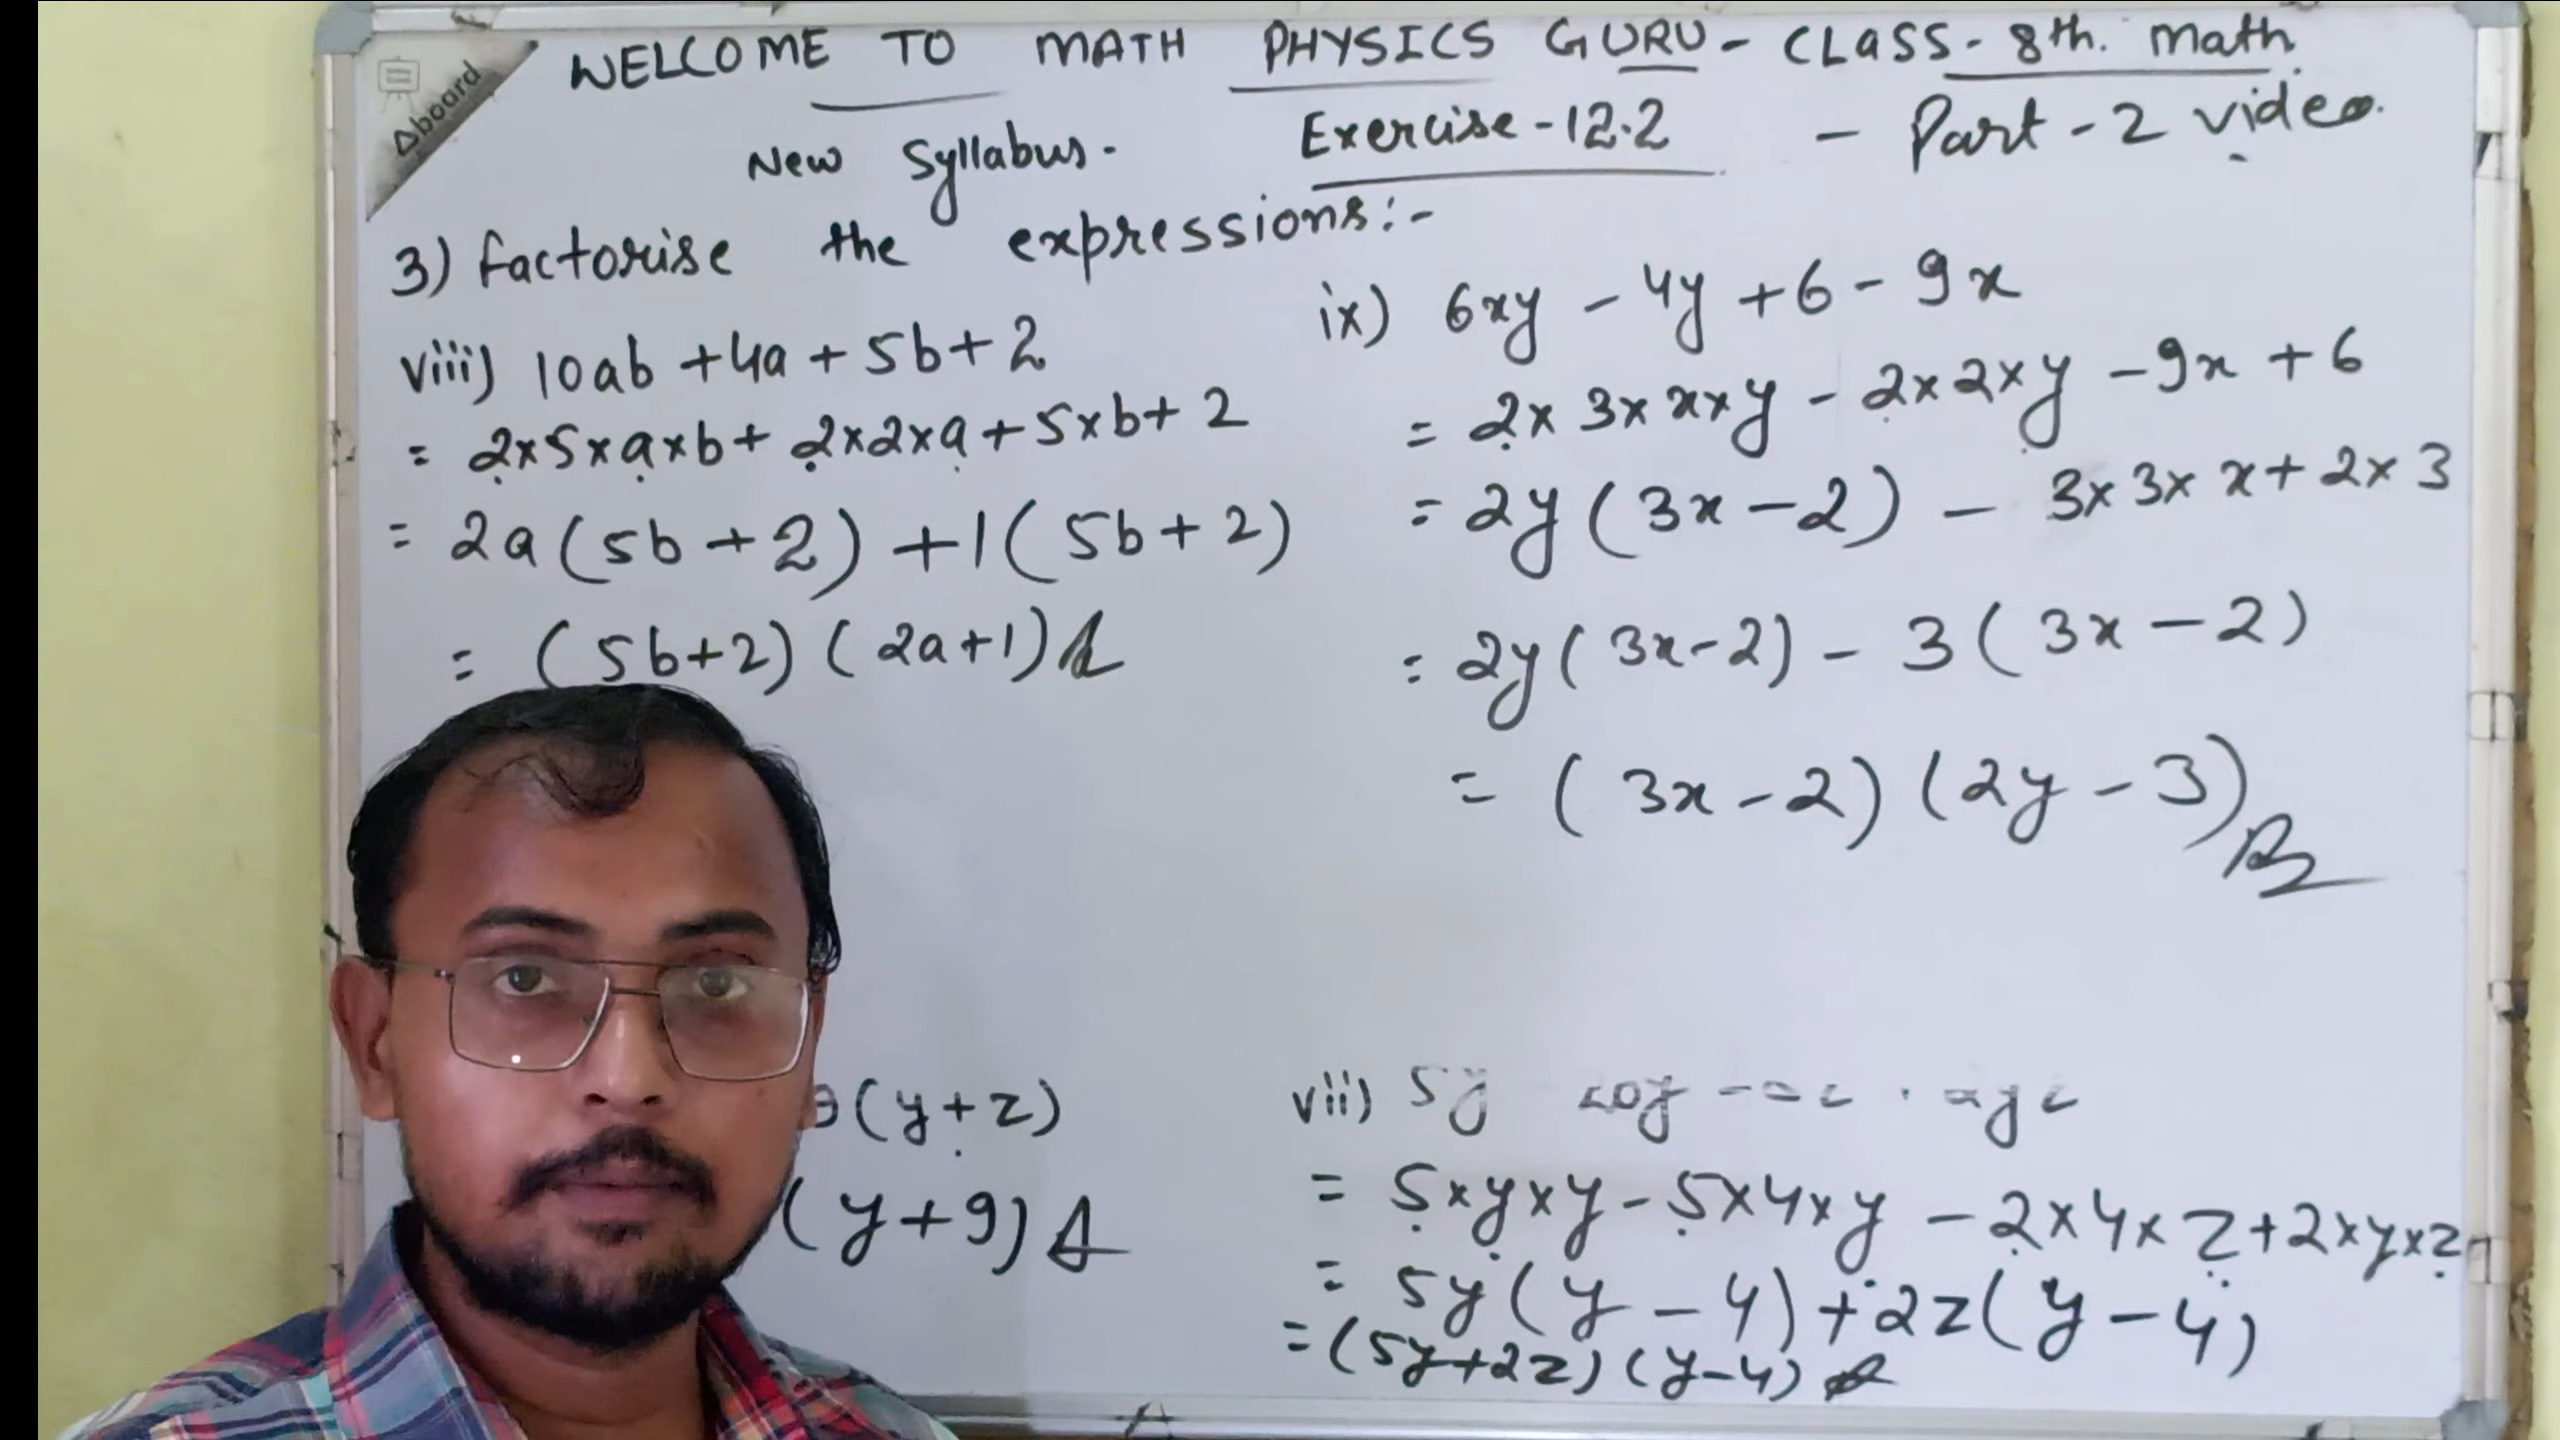 Aboard
WELCOME TO MATH PHYSICS GURU - CLASS - 8th. Math.
New Syllabus. Exercise - 12.2 - Part - 2 video.
3) factorise the expressions:-
viii) 10ab + 4a + 5b + 2
= 2×5×a×b + 2×2×a + 5×b + 2
= 2a(5b + 2) + 1(5b + 2)
= (5b+2)(2a+1)
ix) 6xy - 4y + 6 - 9x
= 2×3×x×y - 2×2×y - 9x + 6
= 2y(3x - 2) - 3×3×x + 2×3
= 2y(3x-2) - 3(3x - 2)
= (3x - 2)(2y - 3)
(y + z)
(y + 9)
vii) 5y
= 5×y×y - 5×4×y - 2×4×z + 2×y×z
= 5y(y - 4) + 2z(y - 4)
= (5y+2z)(y-4)